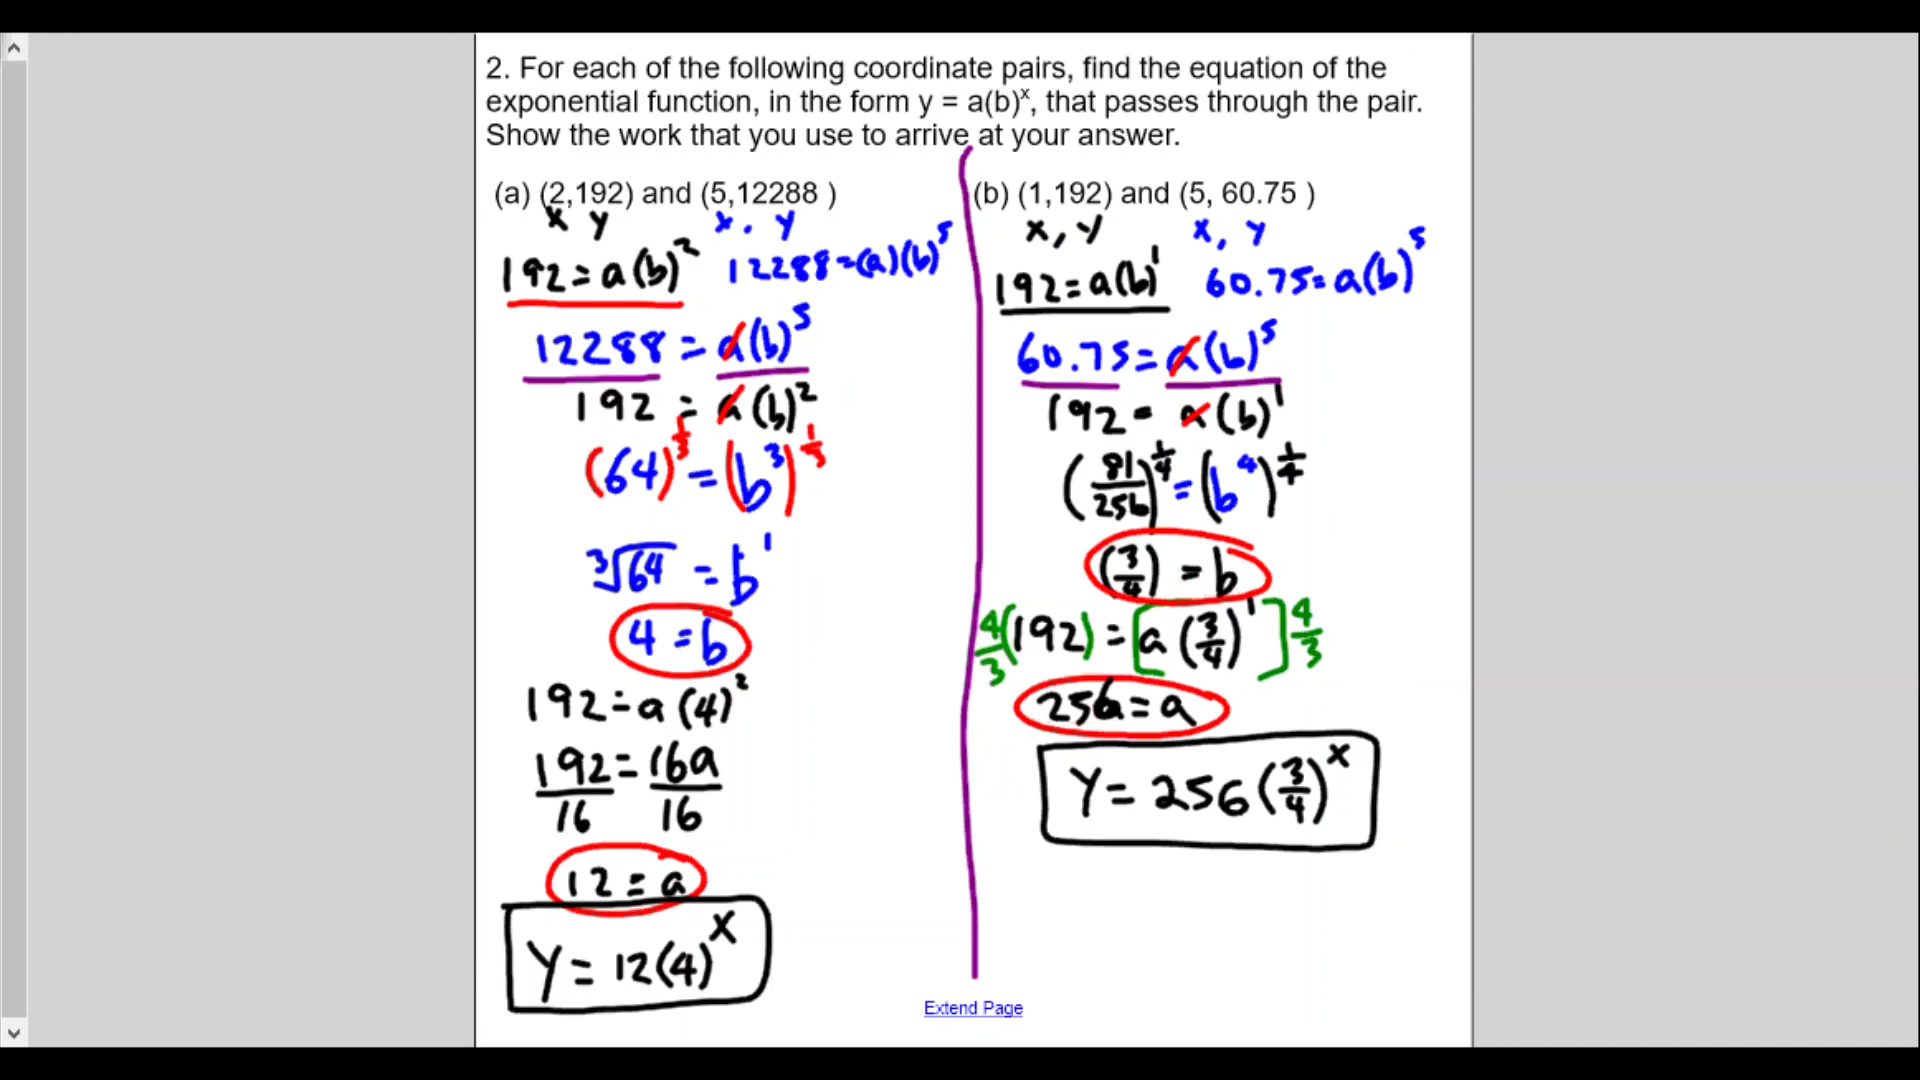 2. For each of the following coordinate pairs, find the equation of the
exponential function, in the form y = a(b)ˣ, that passes through the pair.
Show the work that you use to arrive at your answer.
(a) (2,192) and (5,12288 )
x y
x, y
192 = a(b)²
12288 = (a)(b)⁵
12288 = a(b)⁵
192 = a(b)²
(64)^1/3 = (b³)^1/3
³√64 = b¹
4 = b
192 = a(4)²
192 = 16a
16 16
12 = a
Y = 12(4)ˣ
(b) (1,192) and (5, 60.75 )
x, y
x, y
192 = a(b)¹
60.75 = a(b)⁵
60.75 = a(b)⁵
192 = a(b)¹
(81/256)^1/4 = (b⁴)^1/4
(3/4) = b
4/3(192) = [a(3/4)¹]4/3
256 = a
Y = 256(3/4)ˣ
Extend Page